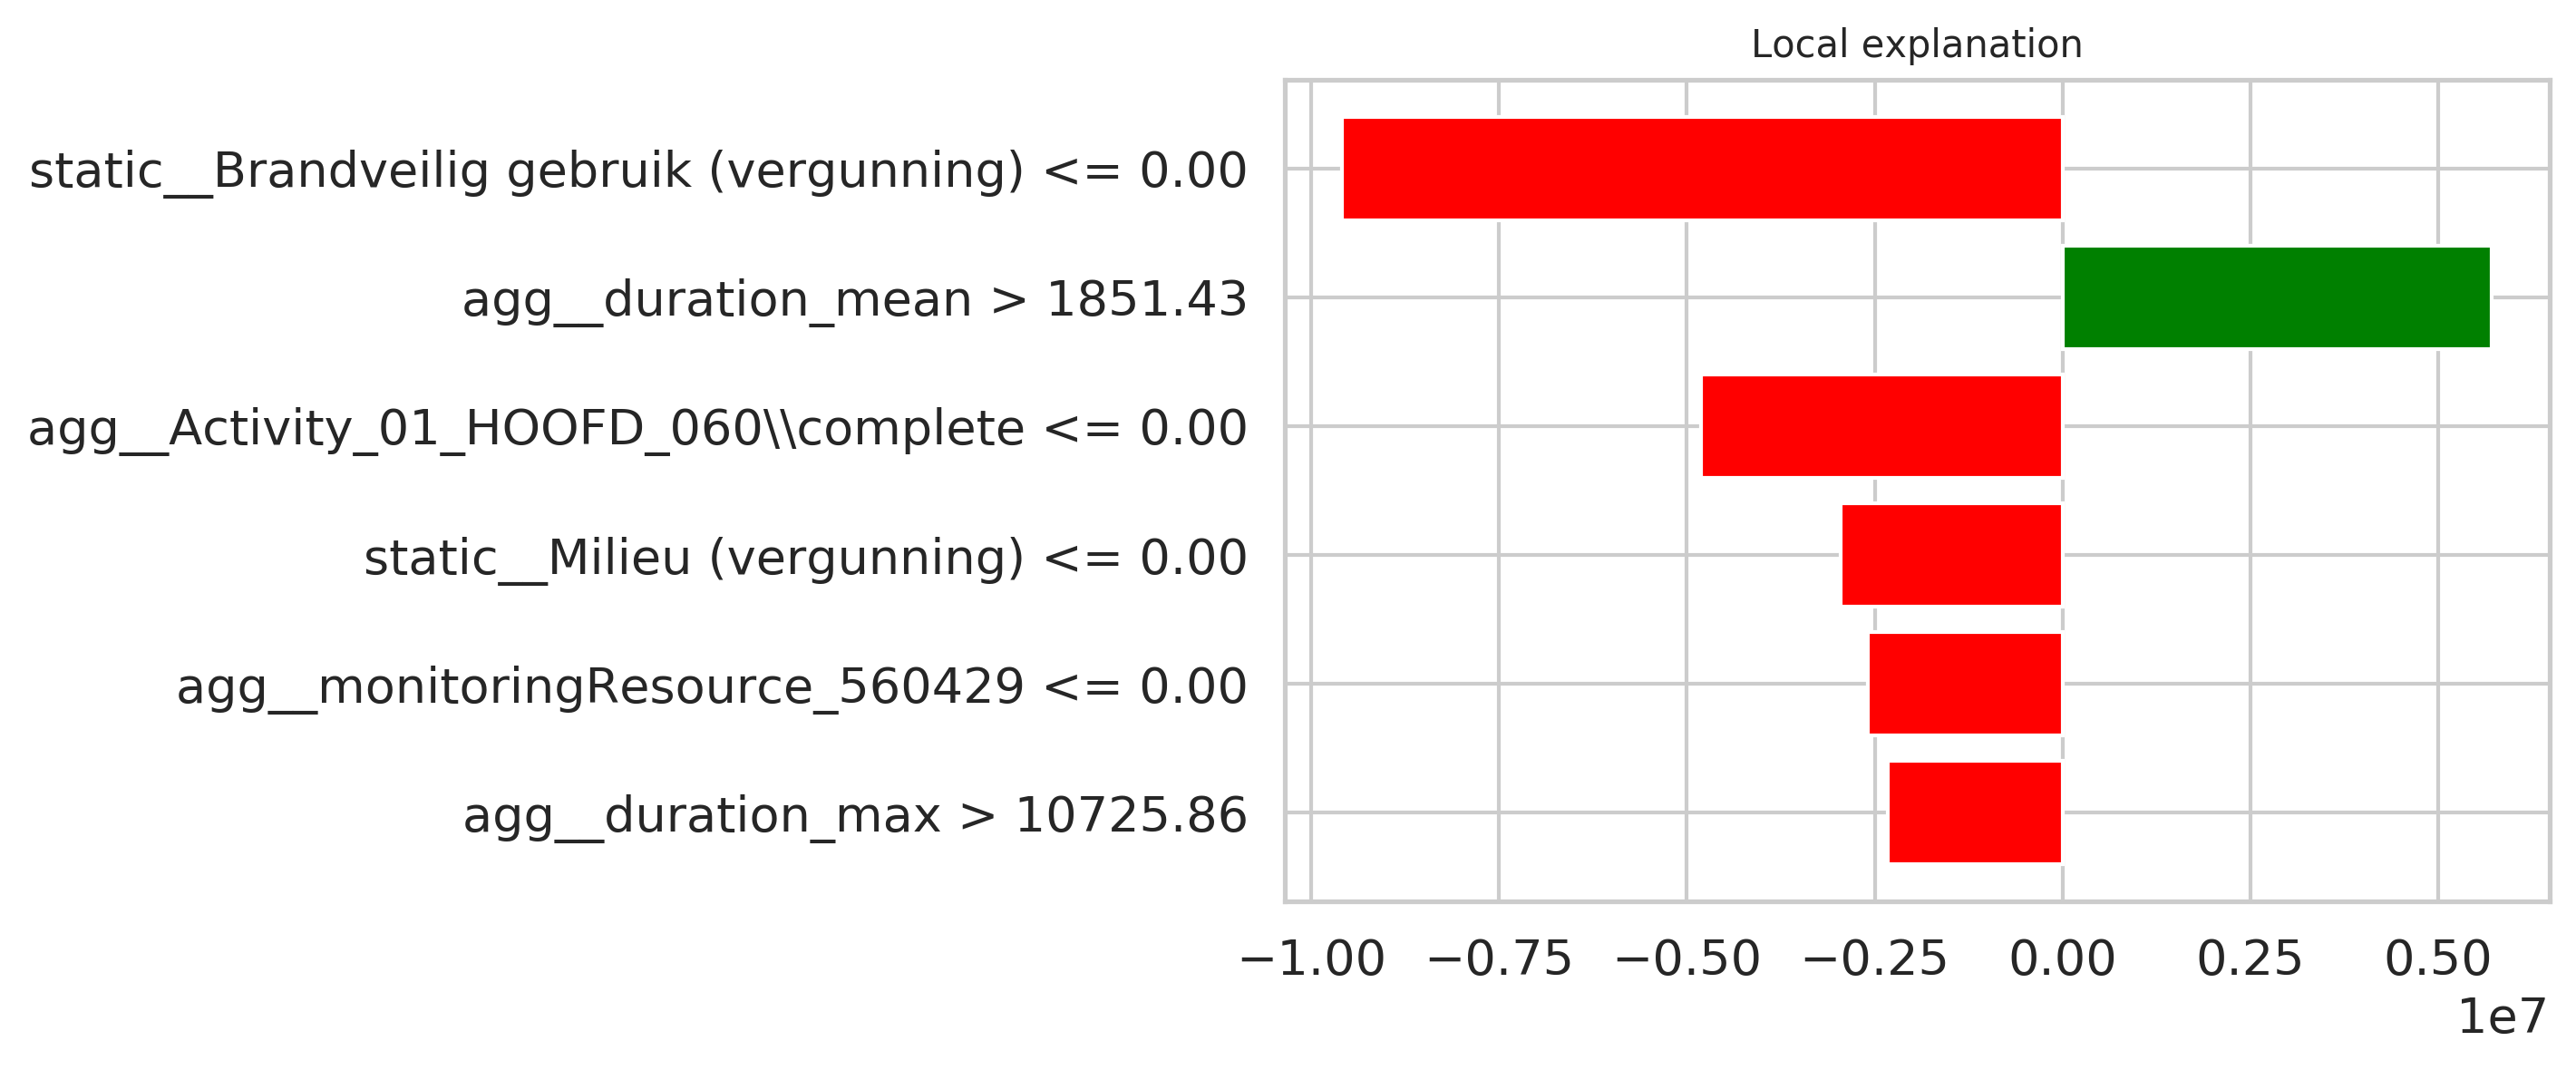 Local explanation
static__Brandveilig gebruik (vergunning) <= 0.00
agg__duration_mean > 1851.43
agg__Activity_01_HOOFD_060\\complete <= 0.00
static__Milieu (vergunning) <= 0.00
agg__monitoringResource_560429 <= 0.00
agg__duration_max > 10725.86
−1.00 −0.75 −0.50 −0.25 0.00 0.25 0.50
1e7